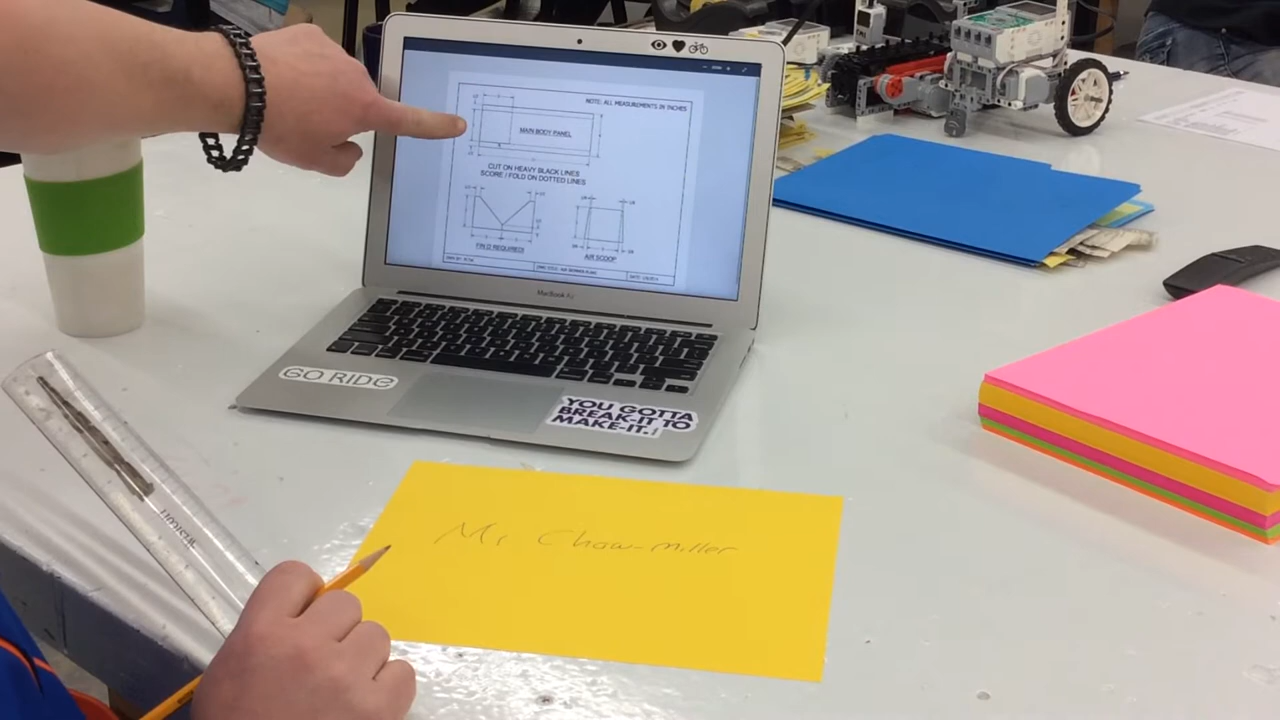 NOTE: ALL MEASUREMENTS IN INCHES
MAIN BODY PANEL
CUT ON HEAVY BLACK LINES
SCORE / FOLD ON DOTTED LINES
FIN (2 REQUIRED)
AIR SCOOP
MacBook Air
GO RIDE
YOU GOTTA
BREAK-IT TO
MAKE-IT.
WESTCOTT
Mr Chow-Miller